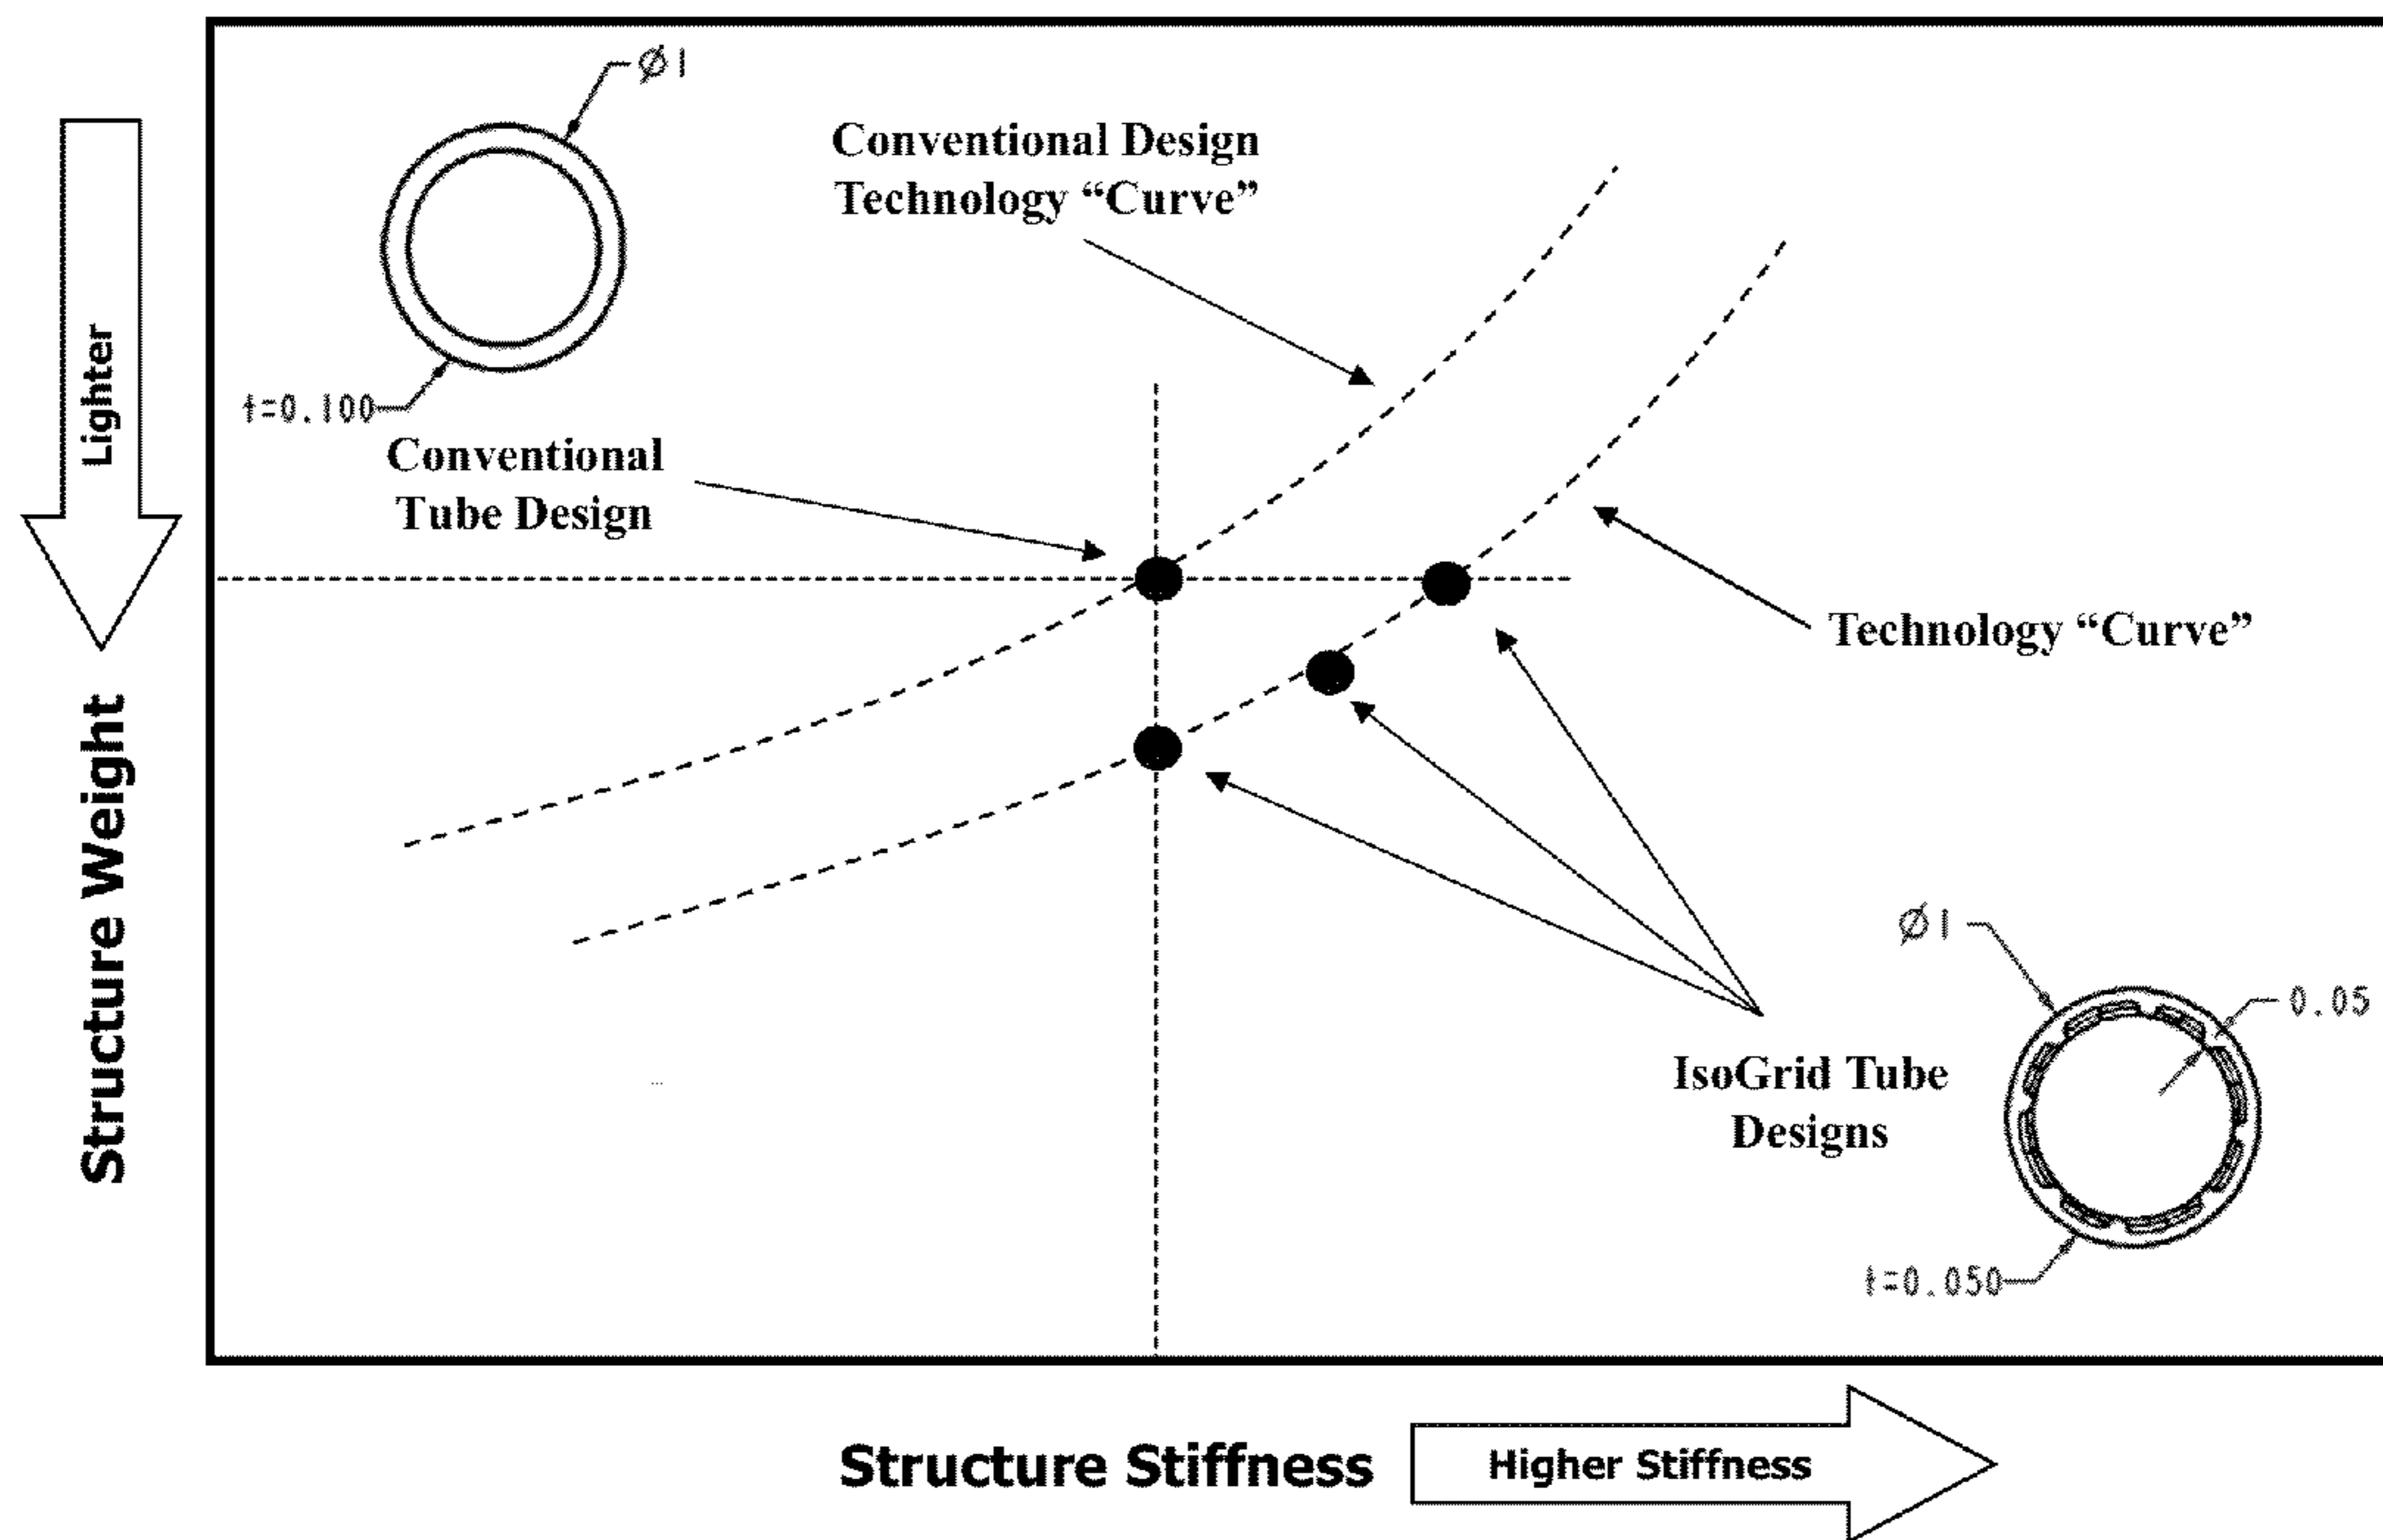 Ø1
Conventional Design
Technology “Curve”
Lighter
t=0.100
Conventional
Tube Design
Technology “Curve”
Structure Weight
Ø1
0.05
IsoGrid Tube
Designs
t=0.050
Structure Stiffness
Higher Stiffness